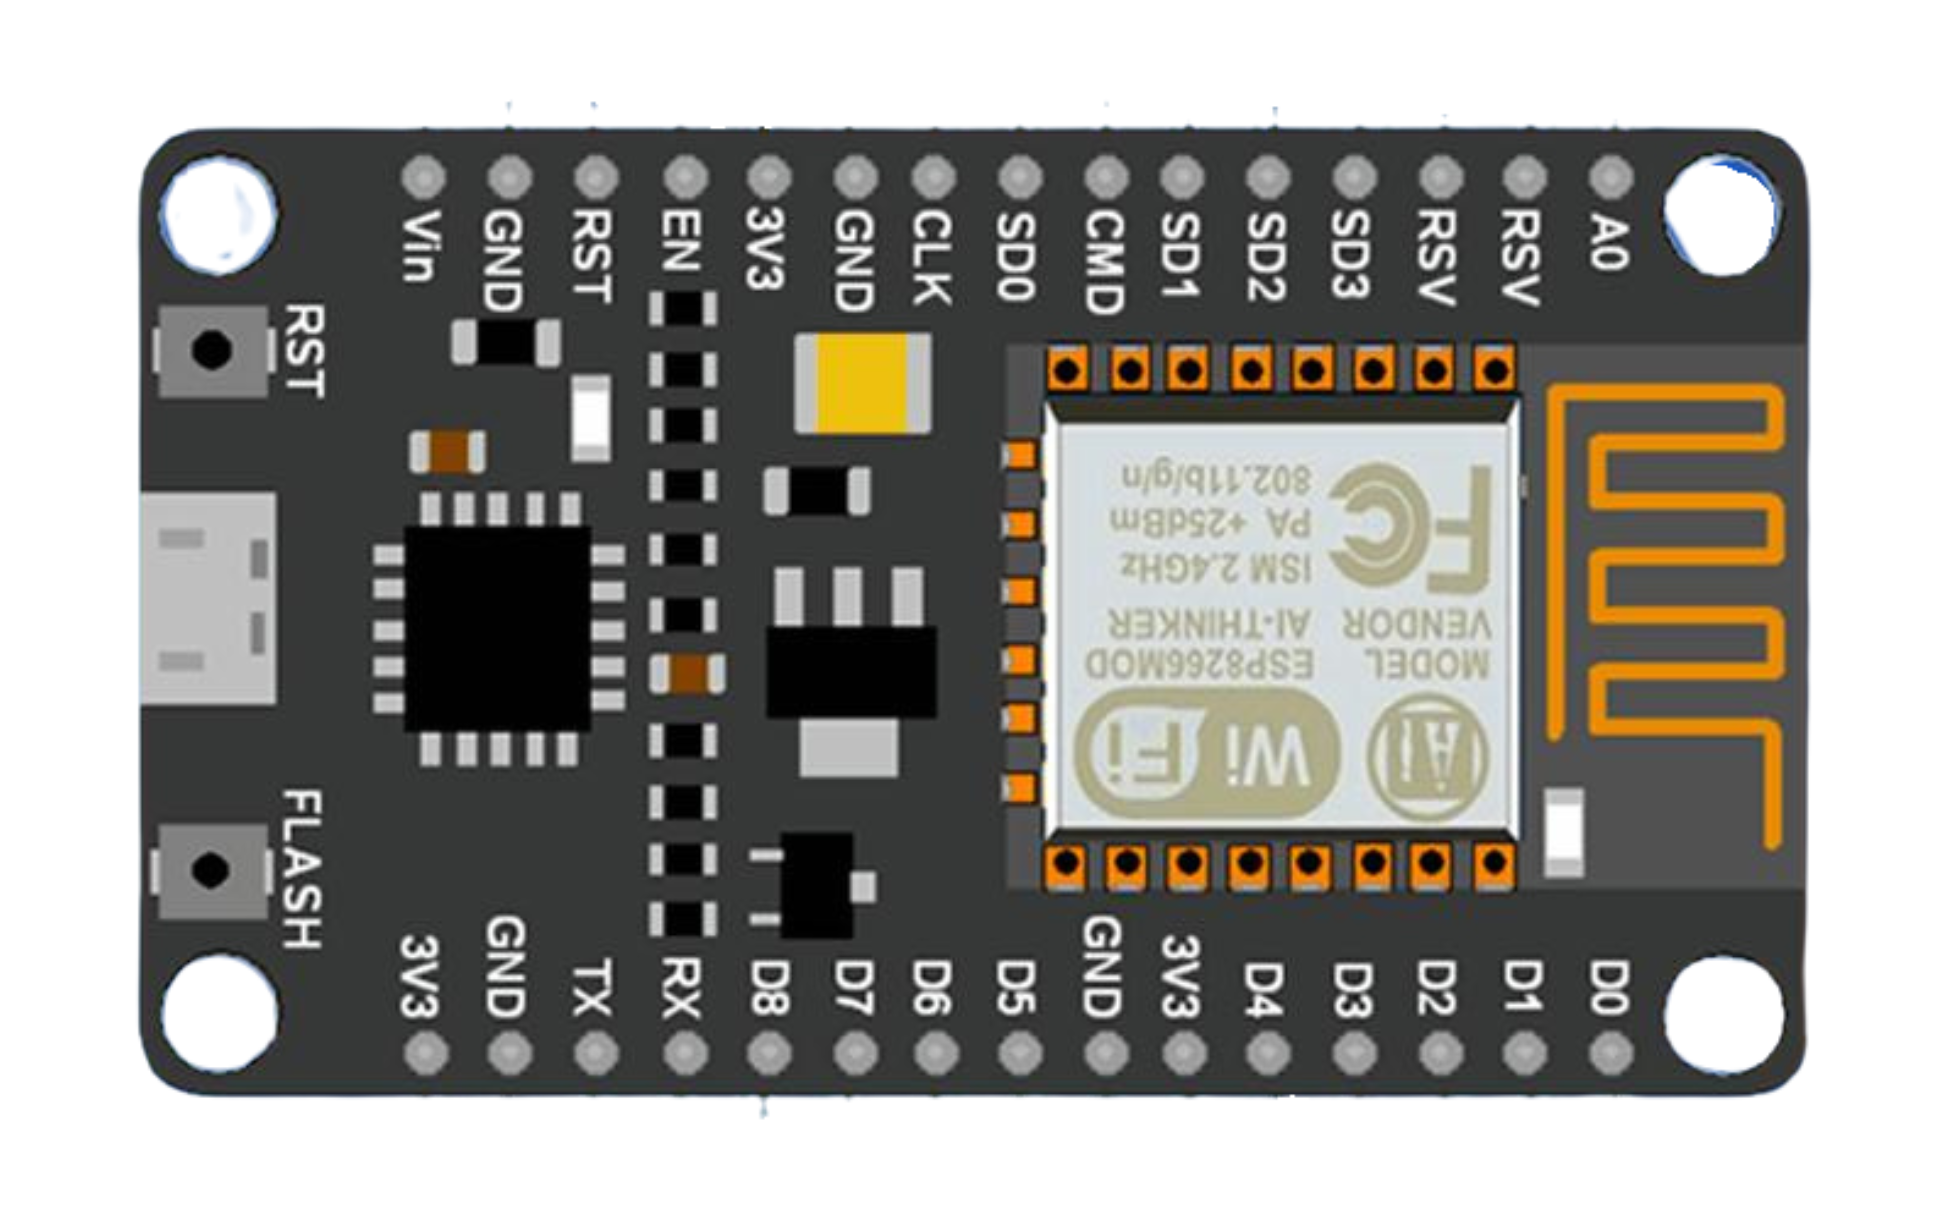 Vin
GND
RST
EN
3V3
GND
CLK
SD0
CMD
SD1
SD2
SD3
RSV
RSV
A0
RST
FLASH
FC
802.11b/g/n
PA +25dBm
ISM 2.4GHz
VENDOR AI-THINKER
MODEL ESP8266MOD
AI
Wi Fi
3V3
GND
TX
RX
D8
D7
D6
D5
GND
3V3
D4
D3
D2
D1
D0